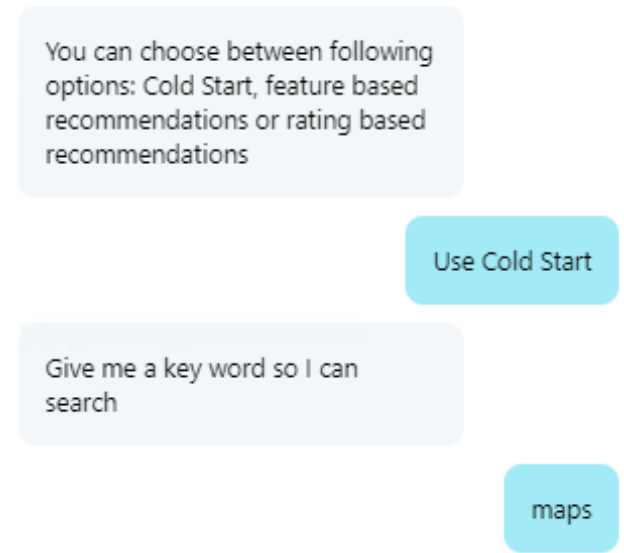 You can choose between following
options: Cold Start, feature based
recommendations or rating based
recommendations
Use Cold Start
Give me a key word so I can
search
maps